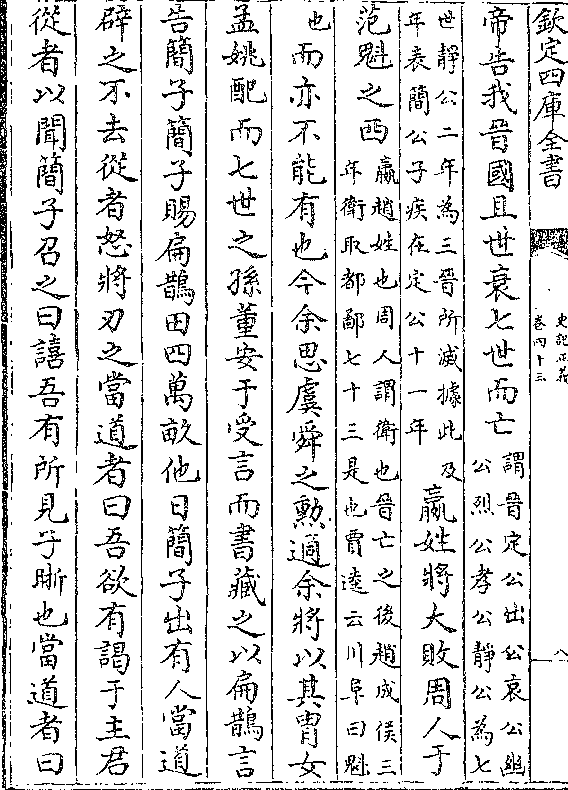 欽定四庫全書
史記正義
卷四十三
八
帝告我晉國且世衰七世而亡
謂晉定公出公哀公幽
公烈公孝公靜公為七
世靜公二年為三晉所滅據此及
年表簡公子疾在定公十一年
嬴姓將大敗周人于
范魁之西
嬴趙姓也周人謂衛也晉亡之後趙成侯三
年衛取都鄙七十三是也賈逵云川阜曰魁
也
而亦不能有也今余思虞舜之勲適余將以其胄女
孟姚配而七世之孫董安于受言而書藏之以扁鵲言
告簡子簡子賜扁鵲田四萬畝他日簡子出有人當道
辟之不去從者怒將刃之當道者曰吾欲有謁于主君
從者以聞簡子召之曰譆吾有所見子晰也當道者曰